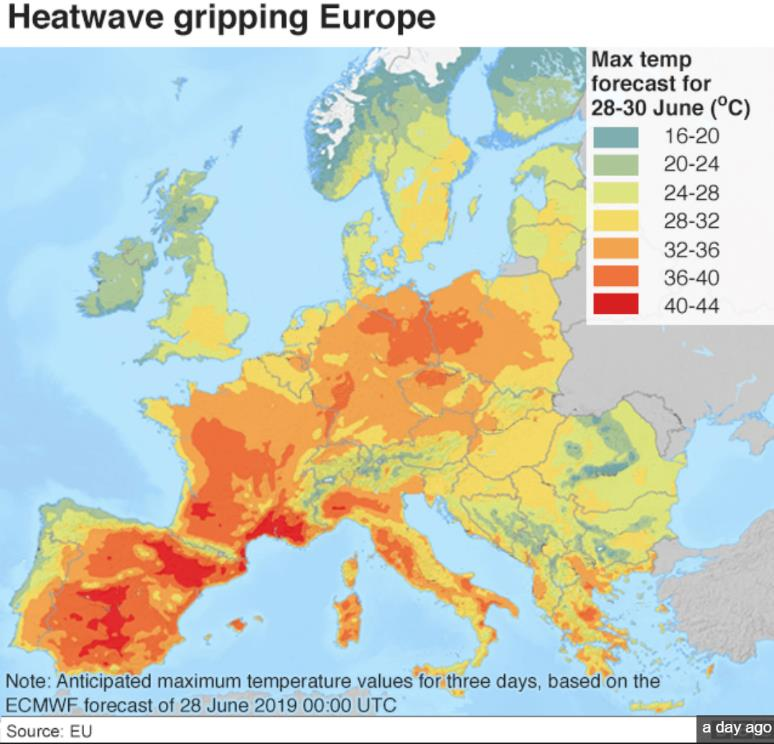 Heatwave gripping Europe
Max temp
forecast for
28-30 June (ºC)
16-20
20-24
24-28
28-32
32-36
36-40
40-44
Note: Anticipated maximum temperature values for three days, based on the
ECMWF forecast of 28 June 2019 00:00 UTC
Source: EU
a day ago